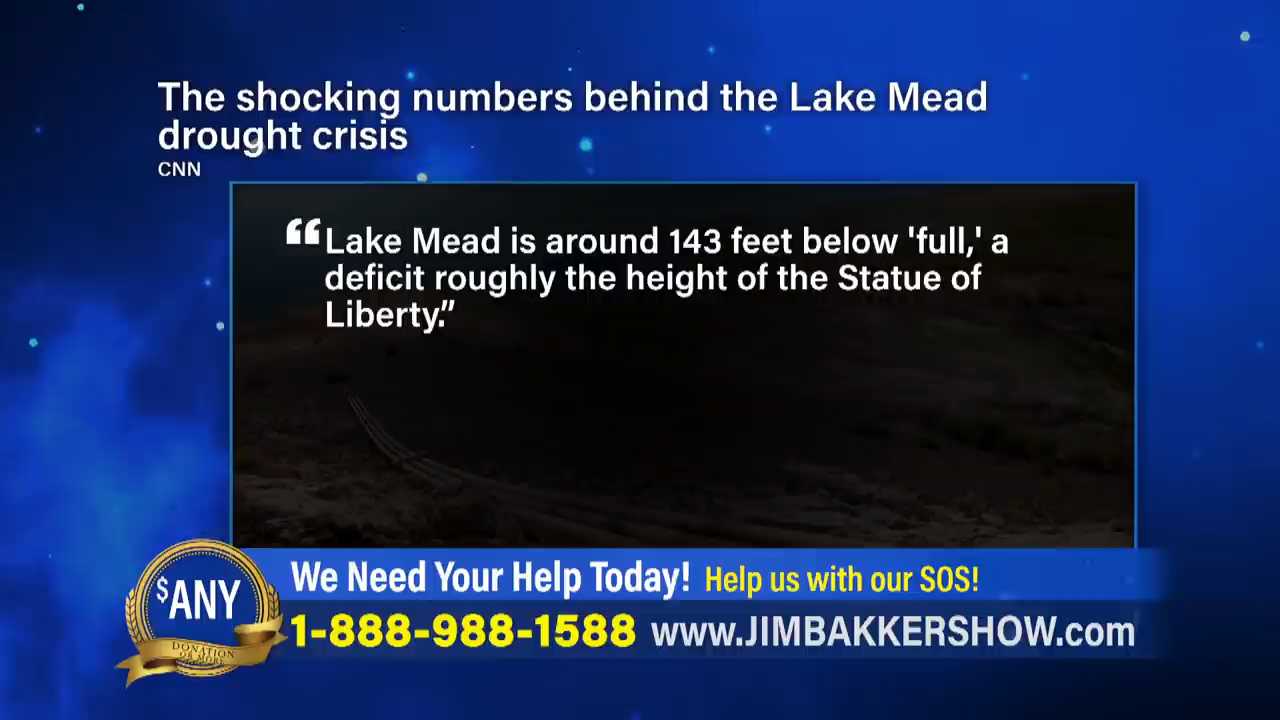 The shocking numbers behind the Lake Mead
drought crisis
CNN
“Lake Mead is around 143 feet below 'full,' a
deficit roughly the height of the Statue of
Liberty.”
$ANY
DONATION
OR MORE
We Need Your Help Today! Help us with our SOS!
1-888-988-1588 www.JIMBAKKERSHOW.com